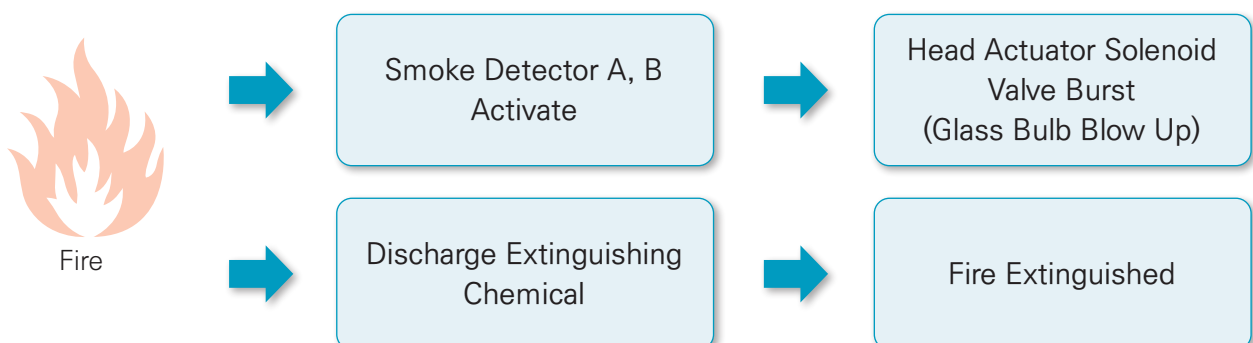 Fire
Smoke Detector A, B
Activate
Head Actuator Solenoid
Valve Burst
(Glass Bulb Blow Up)
Discharge Extinguishing
Chemical
Fire Extinguished